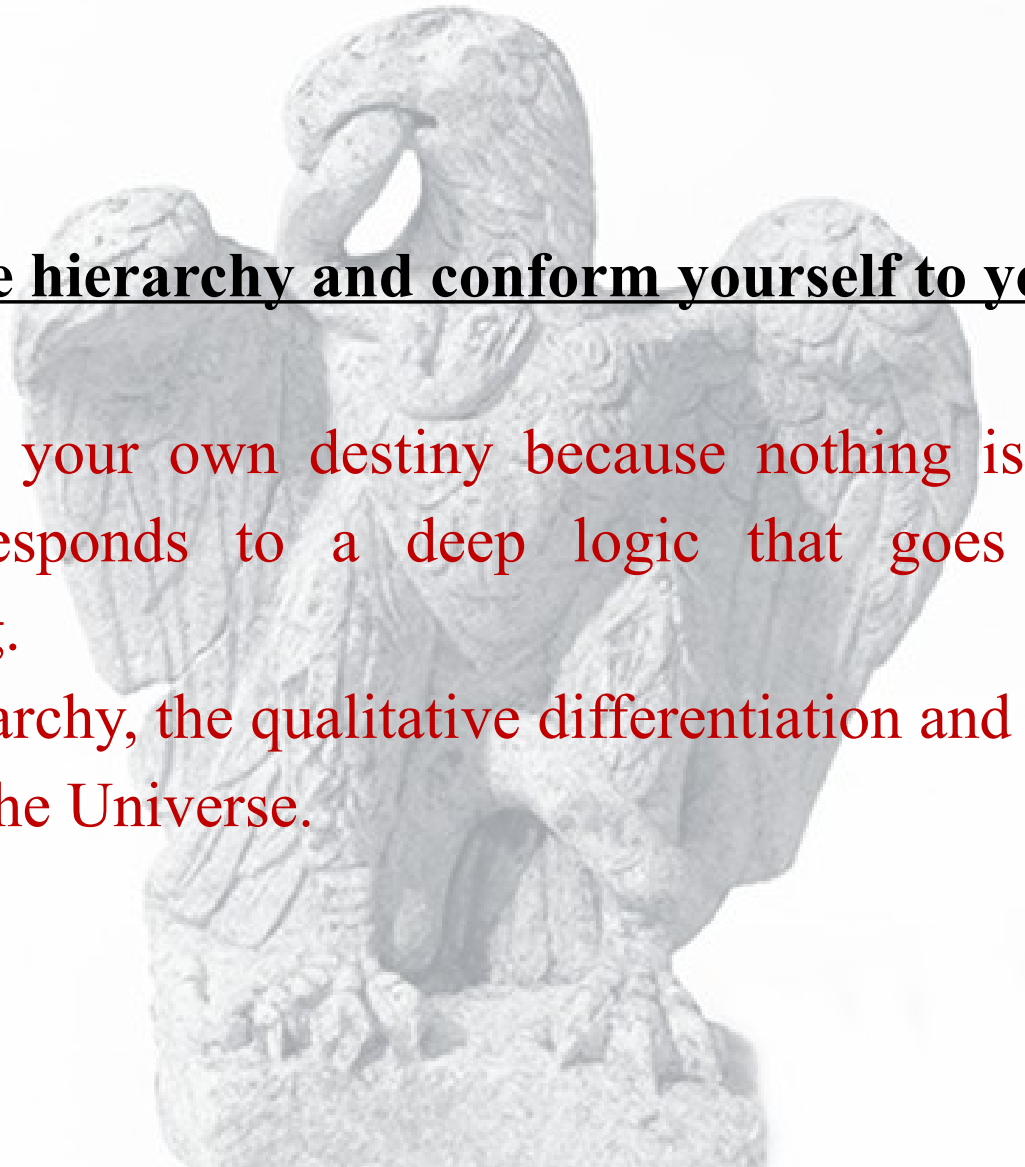 e hierarchy and conform yourself to yo
your own destiny because nothing is
esponds to a deep logic that goes
g.
archy, the qualitative differentiation and
he Universe.